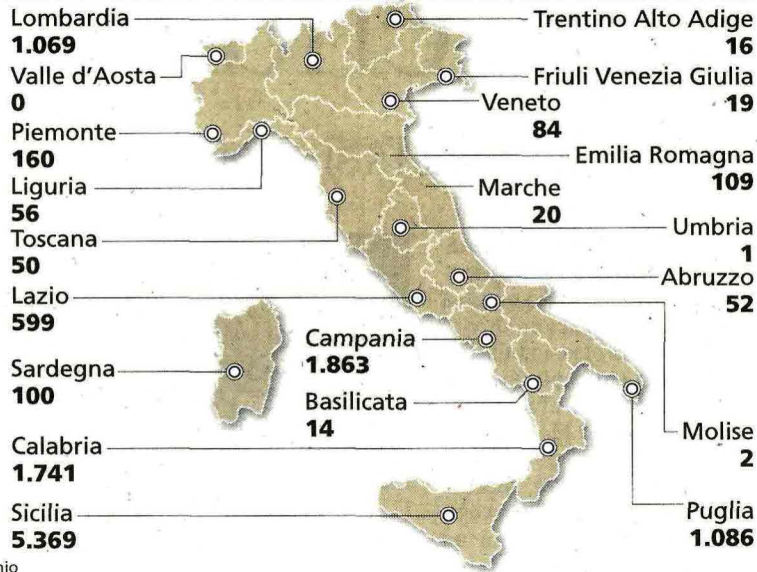 Lombardia
1.069
Valle d'Aosta
0
Piemonte
160
Liguria
56
Toscana
50
Lazio
599
Sardegna
100
Calabria
1.741
Sicilia
5.369
Campania
1.863
Basilicata
14
Trentino Alto Adige
16
Friuli Venezia Giulia
19
Veneto
84
Emilia Romagna
109
Marche
20
Umbria
1
Abruzzo
52
Molise
2
Puglia
1.086